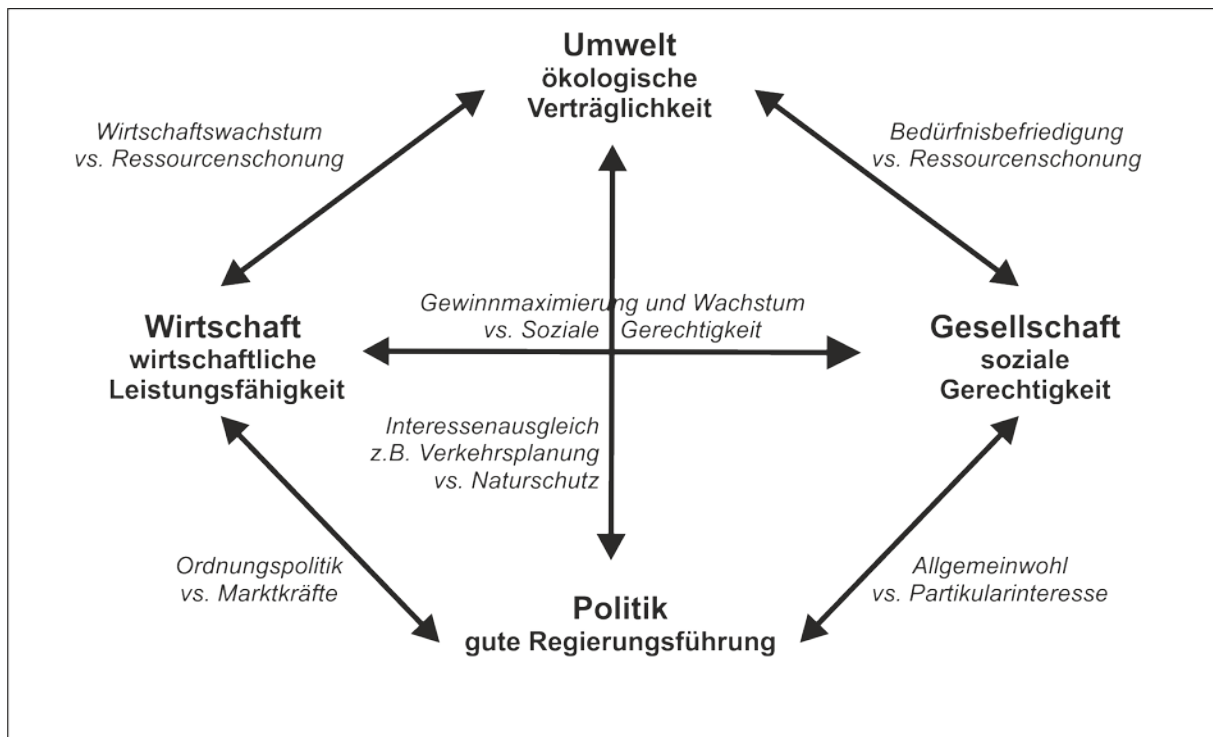 Umwelt
ökologische
Verträglichkeit
Wirtschaftswachstum
vs. Ressourcenschonung
Bedürfnisbefriedigung
vs. Ressourcenschonung
Gewinnmaximierung und Wachstum
vs. Soziale Gerechtigkeit
Wirtschaft
wirtschaftliche
Leistungsfähigkeit
Gesellschaft
soziale
Gerechtigkeit
Interessenausgleich
z.B. Verkehrsplanung
vs. Naturschutz
Ordnungspolitik
vs. Marktkräfte
Allgemeinwohl
vs. Partikularinteresse
Politik
gute Regierungsführung